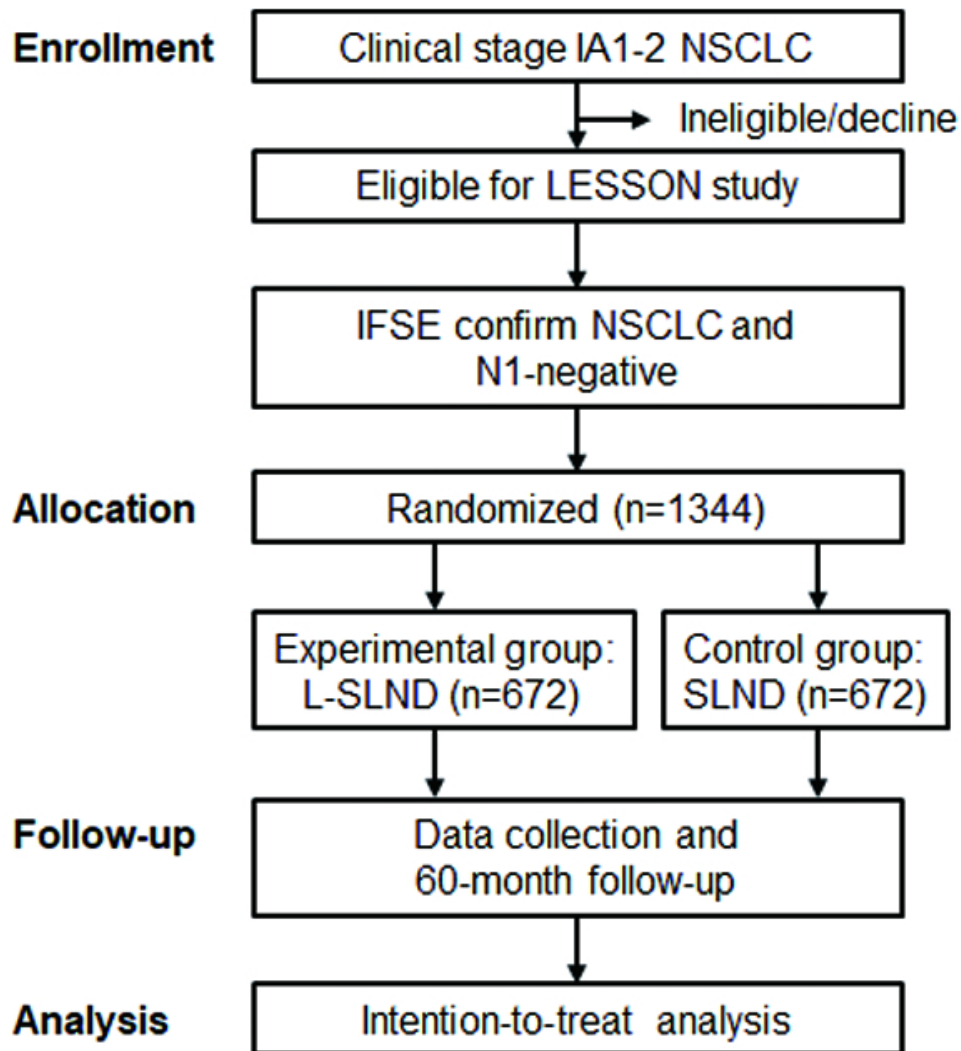 Enrollment
Clinical stage IA1-2 NSCLC
Ineligible/decline
Eligible for LESSON study
IFSE confirm NSCLC and
N1-negative
Allocation
Randomized (n=1344)
Experimental group:
L-SLND (n=672)
Control group:
SLND (n=672)
Follow-up
Data collection and
60-month follow-up
Analysis
Intention-to-treat analysis